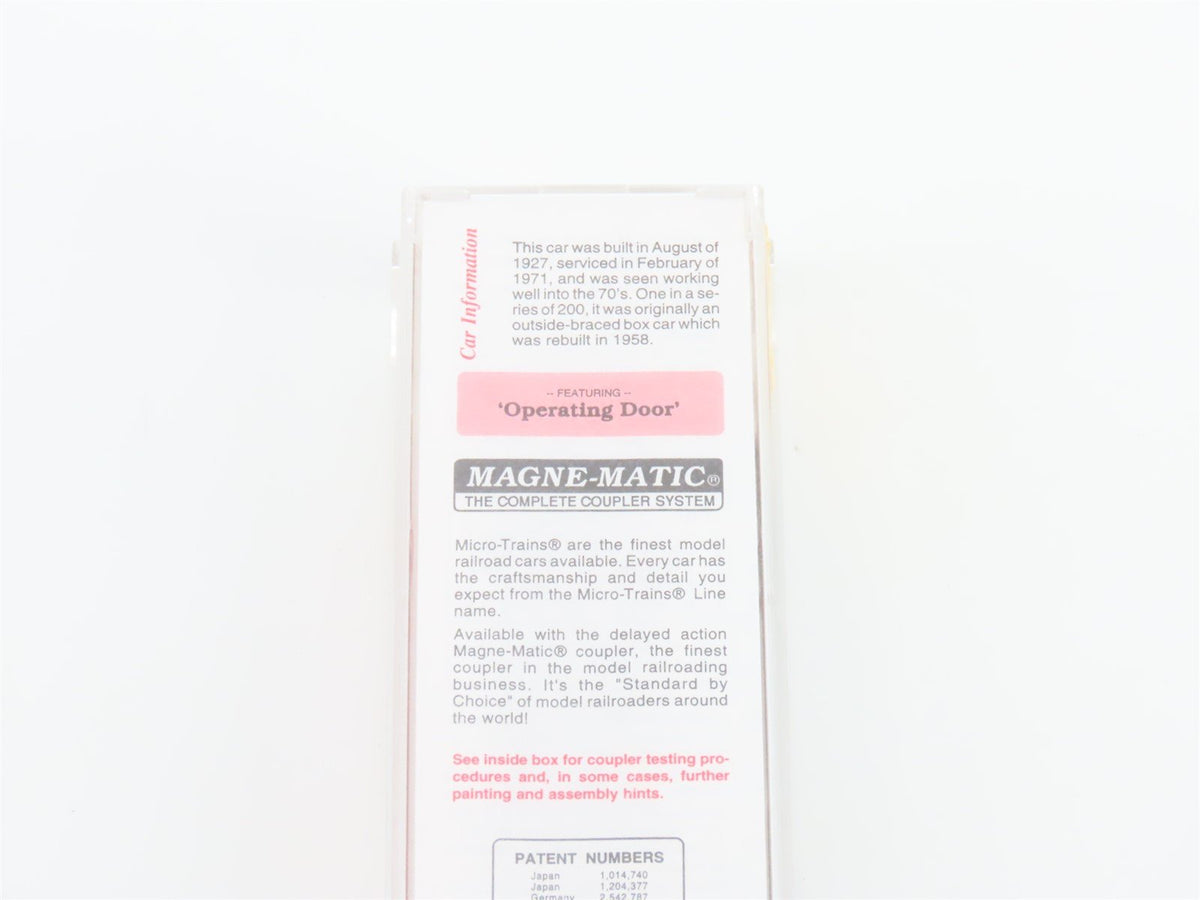 Car Information
This car was built in August of
1927, serviced in February of
1971, and was seen working
well into the 70's. One in a se-
ries of 200, it was originally an
outside-braced box car which
was rebuilt in 1958.
-- FEATURING --
'Operating Door'
MAGNE-MATIC®
THE COMPLETE COUPLER SYSTEM
Micro-Trains® are the finest model
railroad cars available. Every car has
the craftsmanship and detail you
expect from the Micro-Trains® Line
name.
Available with the delayed action
Magne-Matic® coupler, the finest
coupler in the model railroading
business. It's the "Standard by
Choice" of model railroaders around
the world!
See inside box for coupler testing pro-
cedures and, in some cases, further
painting and assembly hints.
PATENT NUMBERS
Japan 1,014,740
Japan 1,204,377
Germany 2,542,787